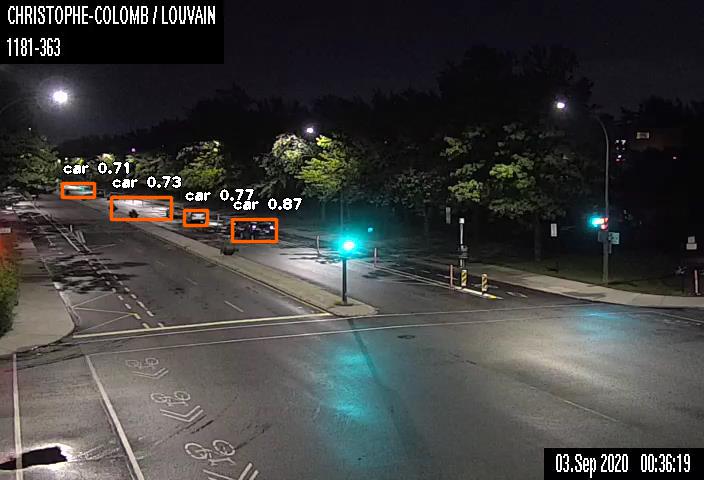 CHRISTOPHE-COLOMB / LOUVAIN
1181-363
car 0.71
car 0.73
car 0.77
car 0.87
03.Sep 2020 00:36:19